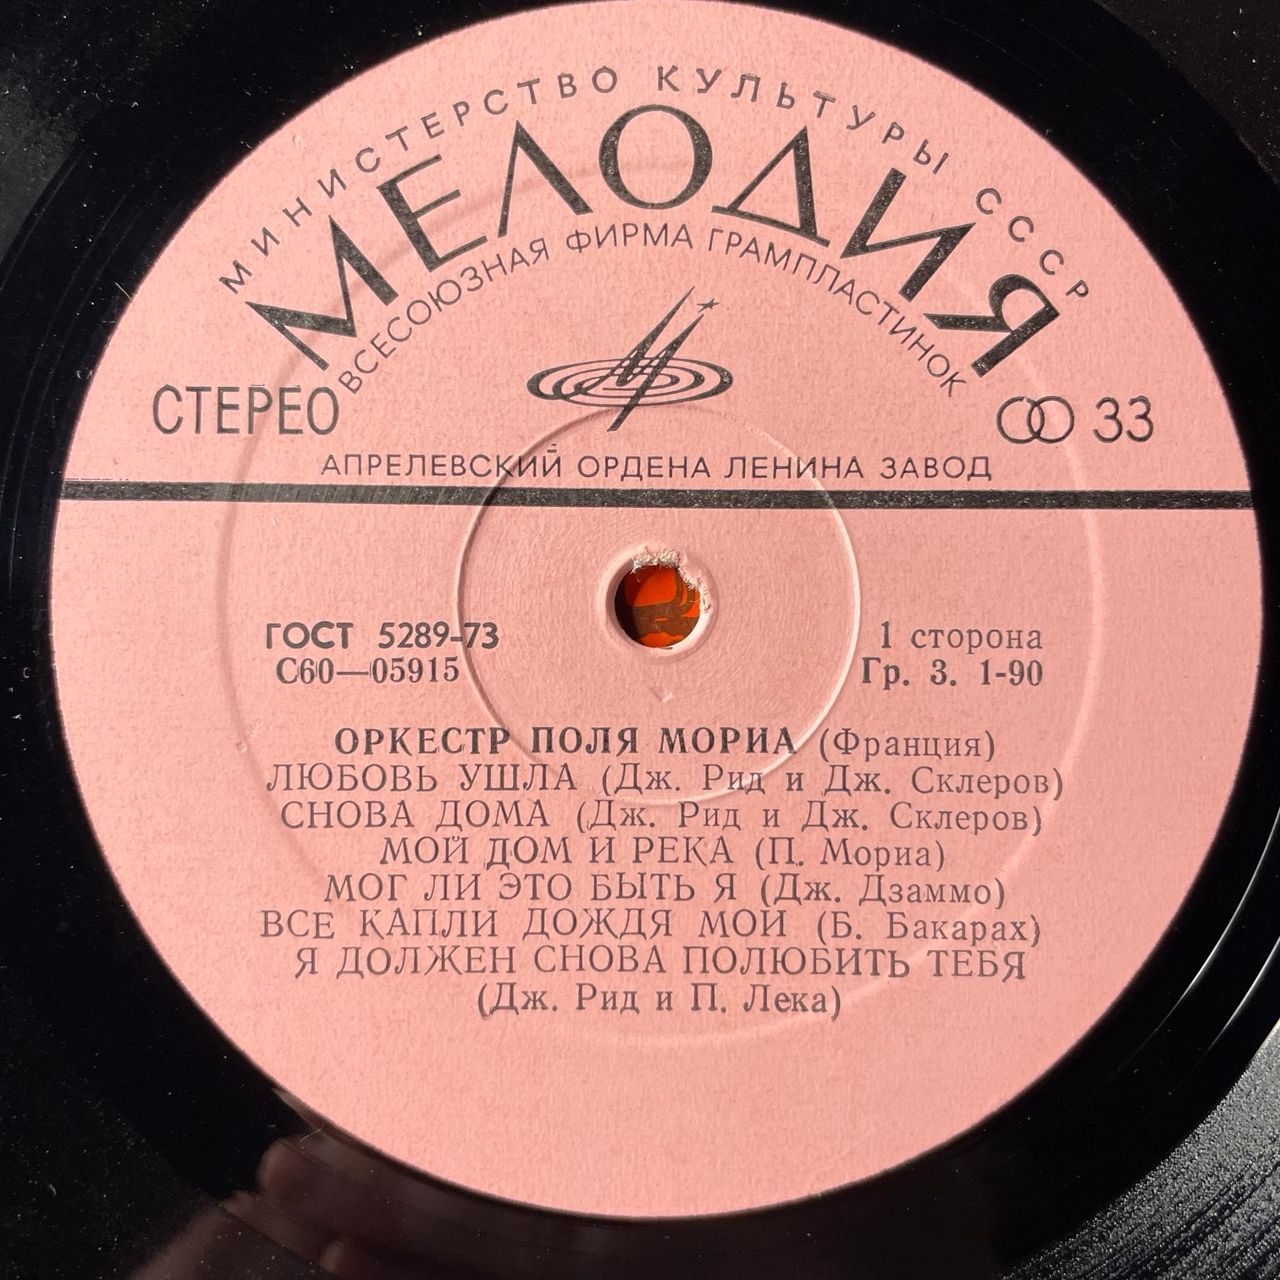 МИНИСТЕРСТВО КУЛЬТУРЫ СССР
МЕЛОДИЯ
ВСЕСОЮЗНАЯ ФИРМА ГРАМПЛАСТИНОК
СТЕРЕО
33
АПРЕЛЕВСКИЙ ОРДЕНА ЛЕНИНА ЗАВОД
ГОСТ 5289-73
С60—05915
1 сторона
Гр. 3. 1-90
ОРКЕСТР ПОЛЯ МОРИА (Франция)
ЛЮБОВЬ УШЛА (Дж. Рид и Дж. Склеров)
СНОВА ДОМА (Дж. Рид и Дж. Склеров)
МОЙ ДОМ И РЕКА (П. Мориа)
МОГ ЛИ ЭТО БЫТЬ Я (Дж. Дзаммо)
ВСЕ КАПЛИ ДОЖДЯ МОИ (Б. Бакарах)
Я ДОЛЖЕН СНОВА ПОЛЮБИТЬ ТЕБЯ
(Дж. Рид и П. Лека)